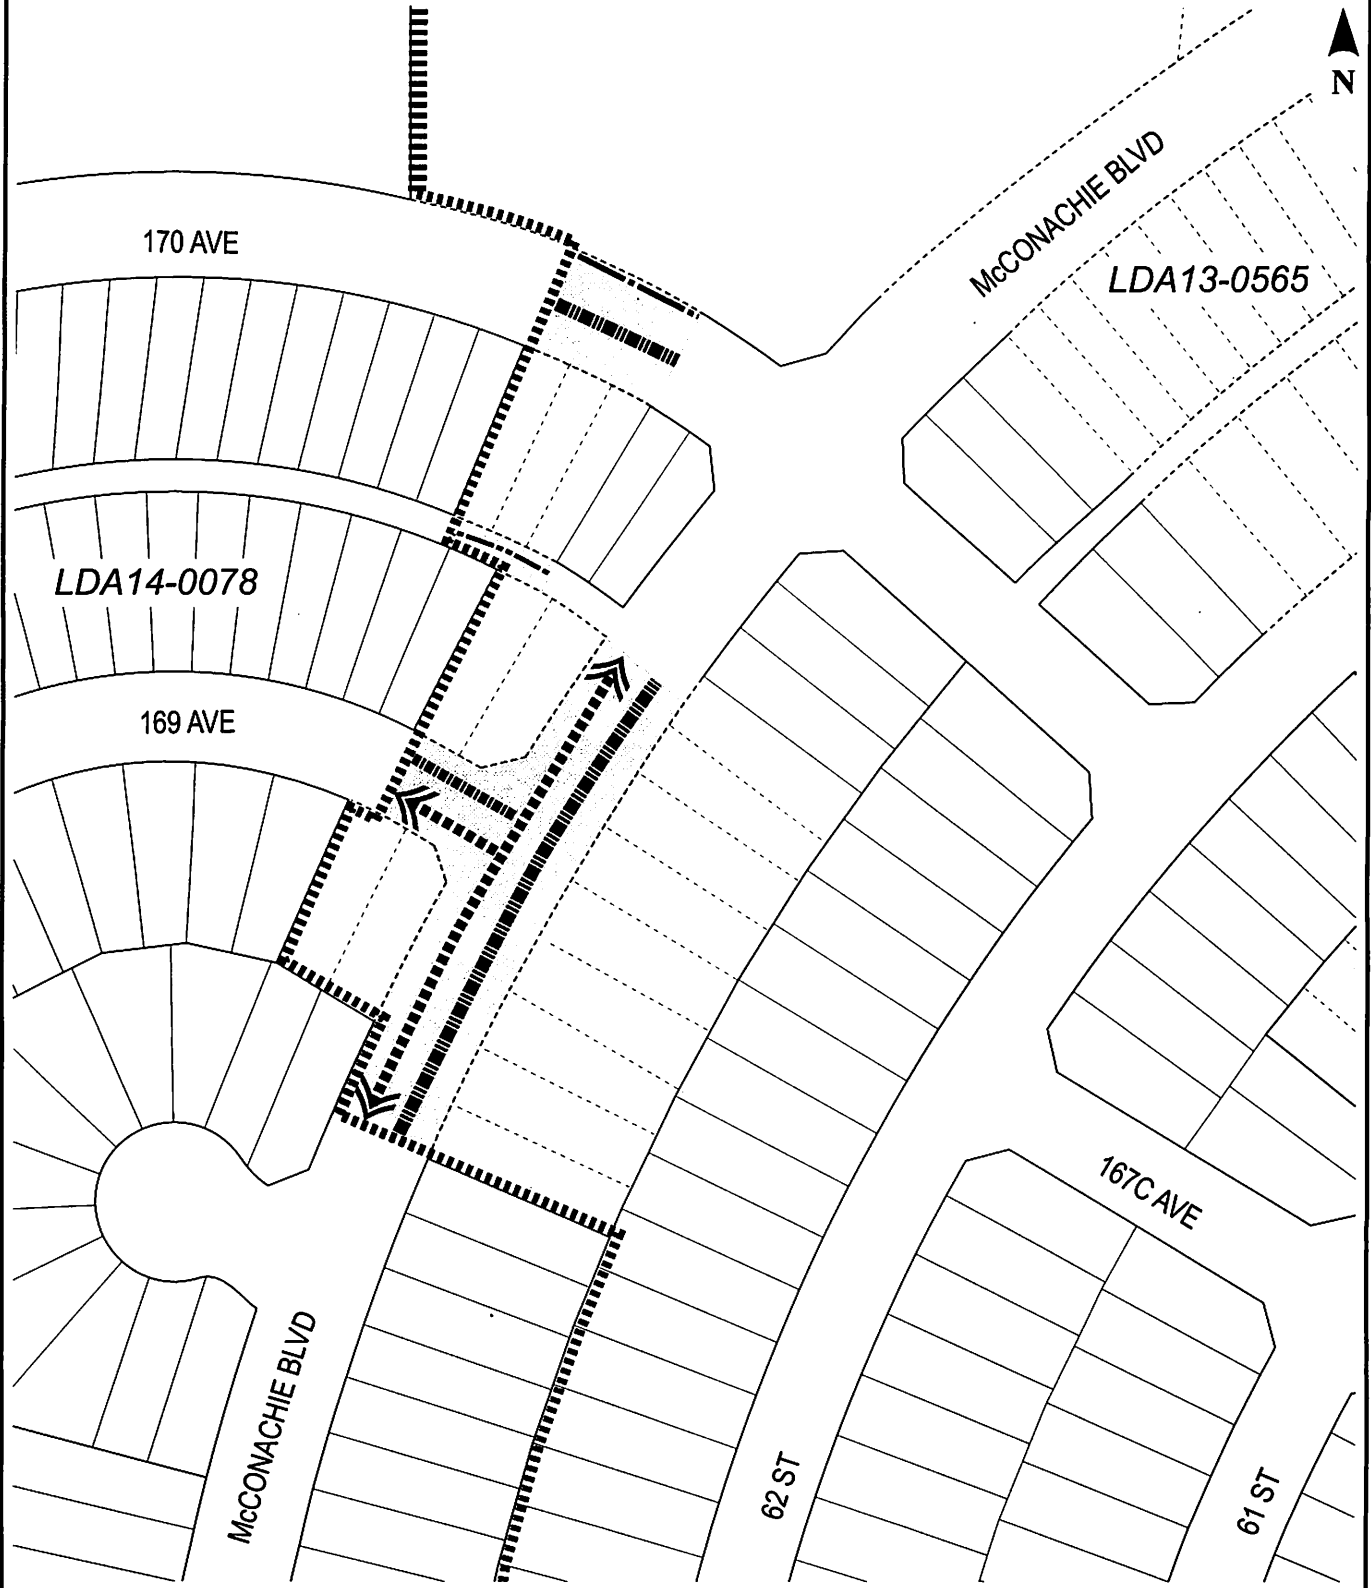 N
McCONACHIE BLVD
170 AVE
LDA13-0565
LDA14-0078
169 AVE
167C AVE
McCONACHIE BLVD
62 ST
61 ST